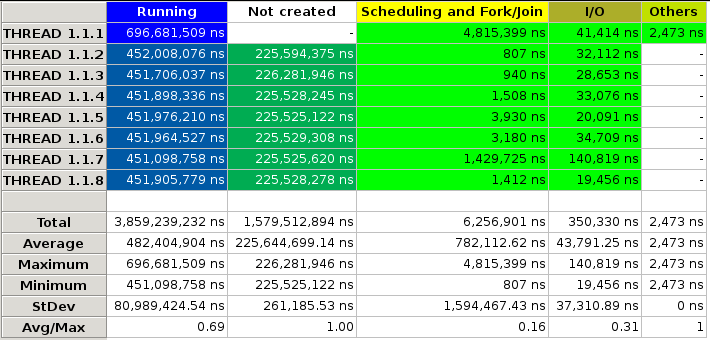 Running Not created Scheduling and Fork/Join I/O Others
THREAD 1.1.1 696,681,509 ns - 4,815,399 ns 41,414 ns 2,473 ns
THREAD 1.1.2 452,008,076 ns 225,594,375 ns 807 ns 32,112 ns -
THREAD 1.1.3 451,706,037 ns 226,281,946 ns 940 ns 28,653 ns -
THREAD 1.1.4 451,898,336 ns 225,528,245 ns 1,508 ns 33,076 ns -
THREAD 1.1.5 451,976,210 ns 225,525,122 ns 3,930 ns 20,091 ns -
THREAD 1.1.6 451,964,527 ns 225,529,308 ns 3,180 ns 34,709 ns -
THREAD 1.1.7 451,098,758 ns 225,525,620 ns 1,429,725 ns 140,819 ns -
THREAD 1.1.8 451,905,779 ns 225,528,278 ns 1,412 ns 19,456 ns -
Total 3,859,239,232 ns 1,579,512,894 ns 6,256,901 ns 350,330 ns 2,473 ns
Average 482,404,904 ns 225,644,699.14 ns 782,112.62 ns 43,791.25 ns 2,473 ns
Maximum 696,681,509 ns 226,281,946 ns 4,815,399 ns 140,819 ns 2,473 ns
Minimum 451,098,758 ns 225,525,122 ns 807 ns 19,456 ns 2,473 ns
StDev 80,989,424.54 ns 261,185.53 ns 1,594,467.43 ns 37,310.89 ns 0 ns
Avg/Max 0.69 1.00 0.16 0.31 1